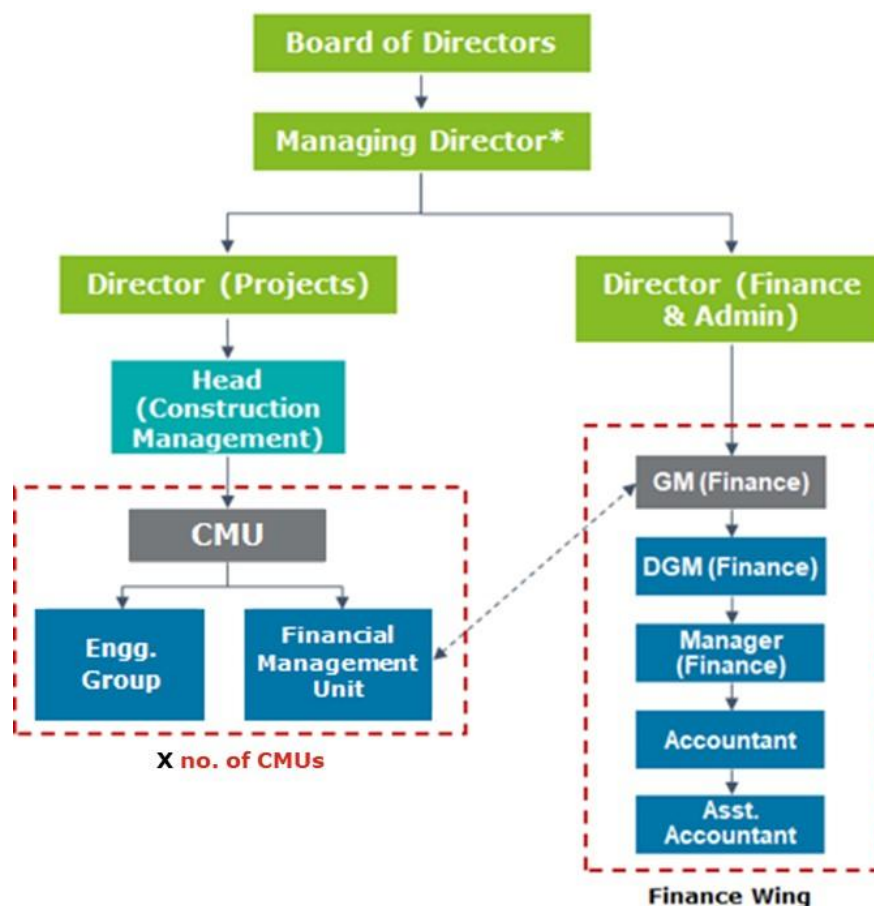 Board of Directors
Managing Director*
Director (Projects)
Director (Finance
& Admin)
Head
(Construction
Management)
GM (Finance)
CMU
DGM (Finance)
Engg.
Group
Financial
Management
Unit
Manager
(Finance)
X no. of CMUs
Accountant
Asst.
Accountant
Finance Wing